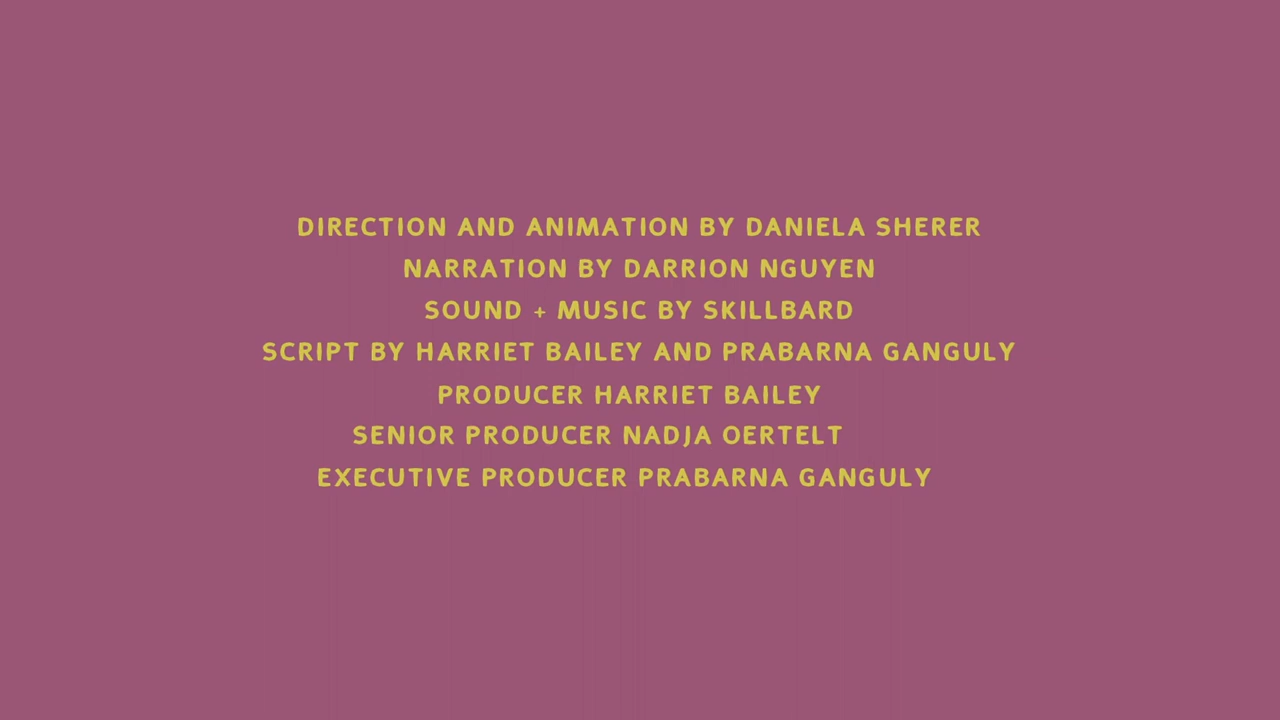 DIRECTION AND ANIMATION BY DANIELA SHERER
NARRATION BY DARRION NGUYEN
SOUND + MUSIC BY SKILLBARD
SCRIPT BY HARRIET BAILEY AND PRABARNA GANGULY
PRODUCER HARRIET BAILEY
SENIOR PRODUCER NADJA OERTELT
EXECUTIVE PRODUCER PRABARNA GANGULY